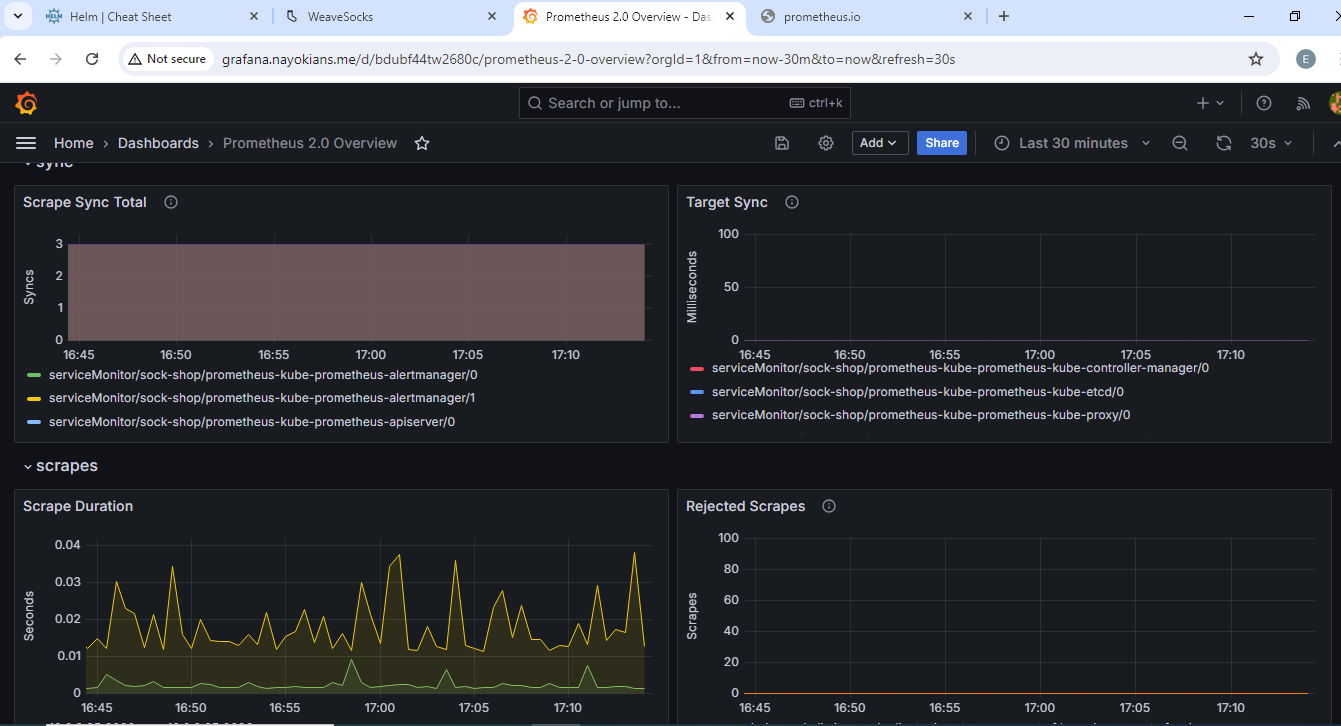 Helm | Cheat Sheet
WeaveSocks
Prometheus 2.0 Overview - Das
prometheus.io
Not secure
grafana.nayokians.me/d/bdubf44tw2680c/prometheus-2-0-overview?orgId=1&from=now-30m&to=now&refresh=30s
E
Search or jump to...
ctrl+k
Home › Dashboards › Prometheus 2.0 Overview
Add
Share
Last 30 minutes
30s
sync
Scrape Sync Total
Syncs
3
2
1
0
16:45 16:50 16:55 17:00 17:05 17:10
serviceMonitor/sock-shop/prometheus-kube-prometheus-alertmanager/0
serviceMonitor/sock-shop/prometheus-kube-prometheus-alertmanager/1
serviceMonitor/sock-shop/prometheus-kube-prometheus-apiserver/0
Target Sync
Milliseconds
100
50
0
16:45 16:50 16:55 17:00 17:05 17:10
serviceMonitor/sock-shop/prometheus-kube-prometheus-kube-controller-manager/0
serviceMonitor/sock-shop/prometheus-kube-prometheus-kube-etcd/0
serviceMonitor/sock-shop/prometheus-kube-prometheus-kube-proxy/0
scrapes
Scrape Duration
Seconds
0.04
0.03
0.02
0.01
0
16:45 16:50 16:55 17:00 17:05 17:10
Rejected Scrapes
Scrapes
100
80
60
40
20
0
16:45 16:50 16:55 17:00 17:05 17:10